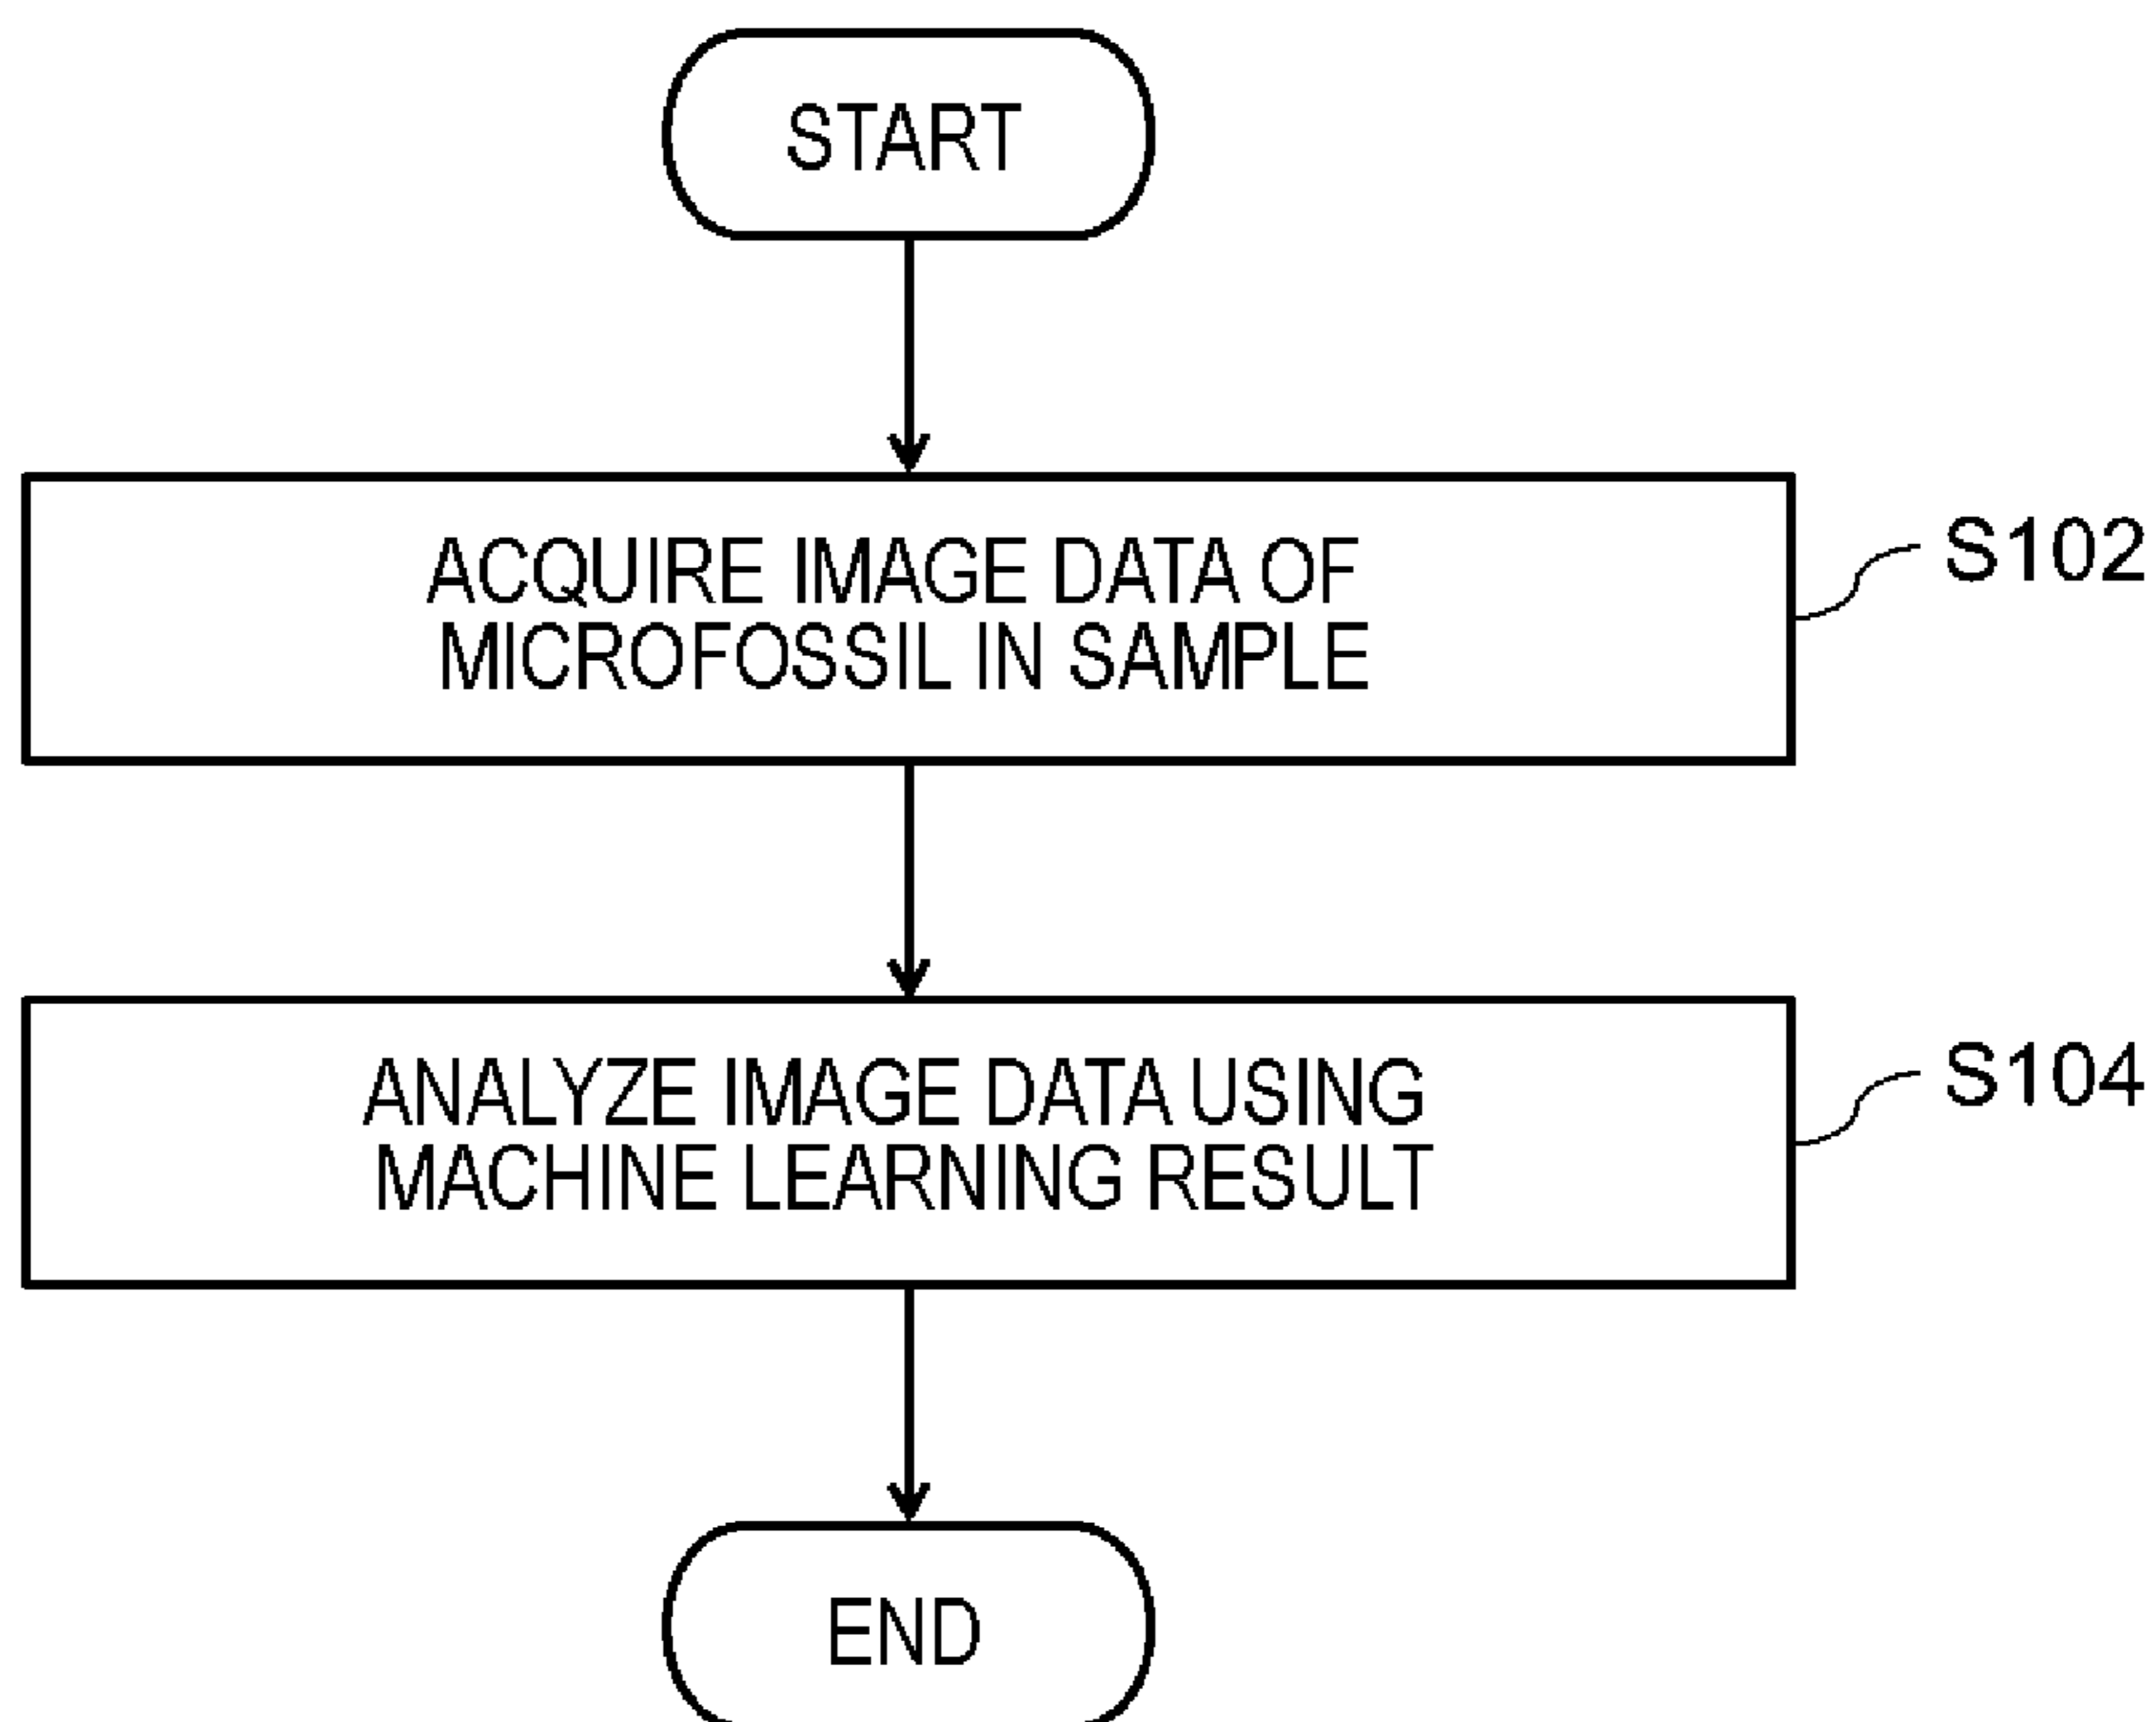 START
ACQUIRE IMAGE DATA OF
MICROFOSSIL IN SAMPLE
S102
ANALYZE IMAGE DATA USING
MACHINE LEARNING RESULT
S104
END